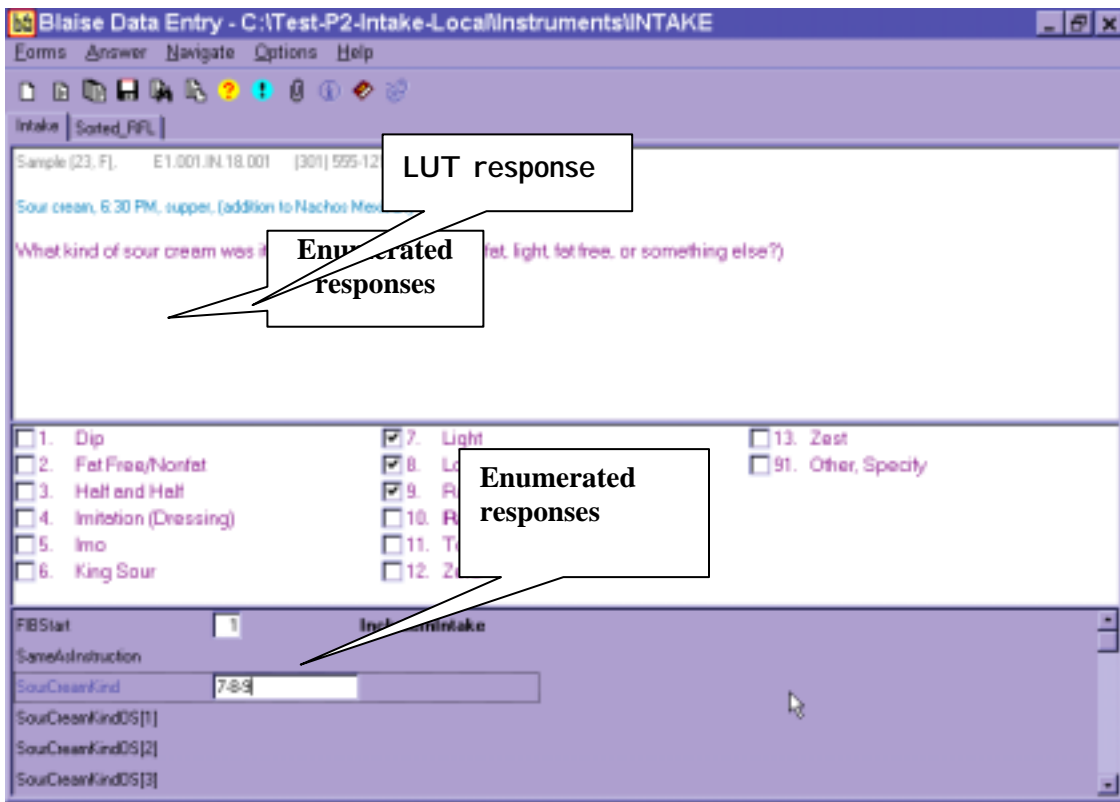 Blaise Data Entry - C:\Test-P2-Intake-Local\Instruments\INTAKE
Forms Answer Navigate Options Help
Intake Sorted_RFL
Sample (23, F), E1.001.IN.18.001 (301) 555-12
LUT response
Sour cream, 6:30 PM, supper, (addition to Nachos
What kind of sour cream was fat, light, fat free, or something else?)
Enumerated
responses
1. Dip
2. Fat Free/Nonfat
3. Half and Half
4. Imitation (Dressing)
5. Imo
6. King Sour
7. Light
8.
9.
10.
11.
12.
13. Zest
91. Other, Specify
Enumerated
responses
FIBStart 1
SameAsInstruction
SourCreamKind 7-8-9
SourCreamKindOS[1]
SourCreamKindOS[2]
SourCreamKindOS[3]